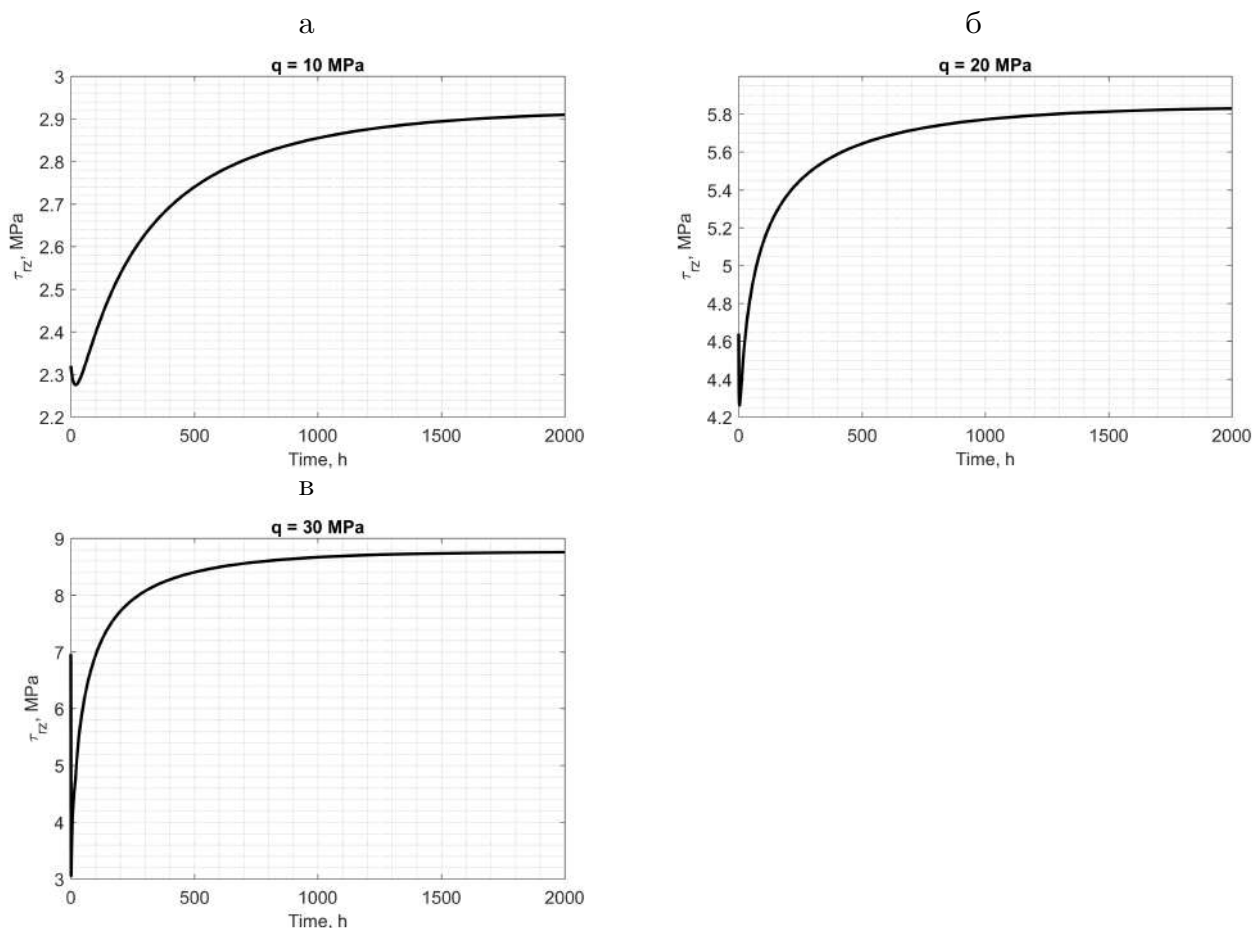 а
q = 10 MPa
3
2.9
2.8
2.7
2.6
2.5
2.4
2.3
2.2
τrz, MPa
0 500 1000 1500 2000
Time, h
б
q = 20 MPa
5.8
5.6
5.4
5.2
5
4.8
4.6
4.4
4.2
τrz, MPa
0 500 1000 1500 2000
Time, h
в
q = 30 MPa
9
8
7
6
5
4
3
τrz, MPa
0 500 1000 1500 2000
Time, h